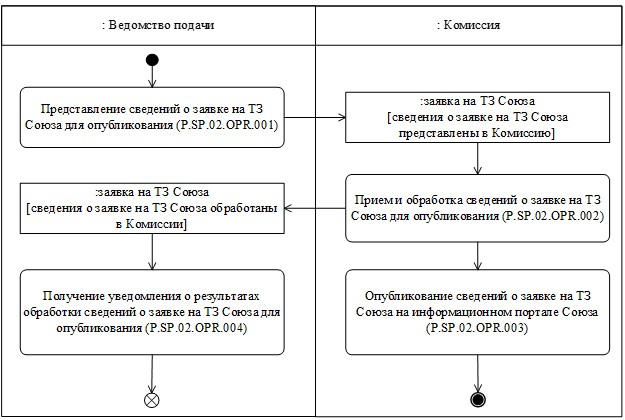 : Ведомство подачи
: Комиссия
Представление сведений о заявке на ТЗ
Союза для опубликования (P.SP.02.OPR.001)
:заявка на ТЗ Союза
[сведения о заявке на ТЗ Союза
представлены в Комиссию]
:заявка на ТЗ Союза
[сведения о заявке на ТЗ Союза обработаны
в Комиссии]
Прием и обработка сведений о заявке на ТЗ
Союза для опубликования (P.SP.02.OPR.002)
Получение уведомления о результатах
обработки сведений о заявке на ТЗ Союза для
опубликования (P.SP.02.OPR.004)
Опубликование сведений о заявке на ТЗ
Союза на информационном портале Союза
(P.SP.02.OPR.003)